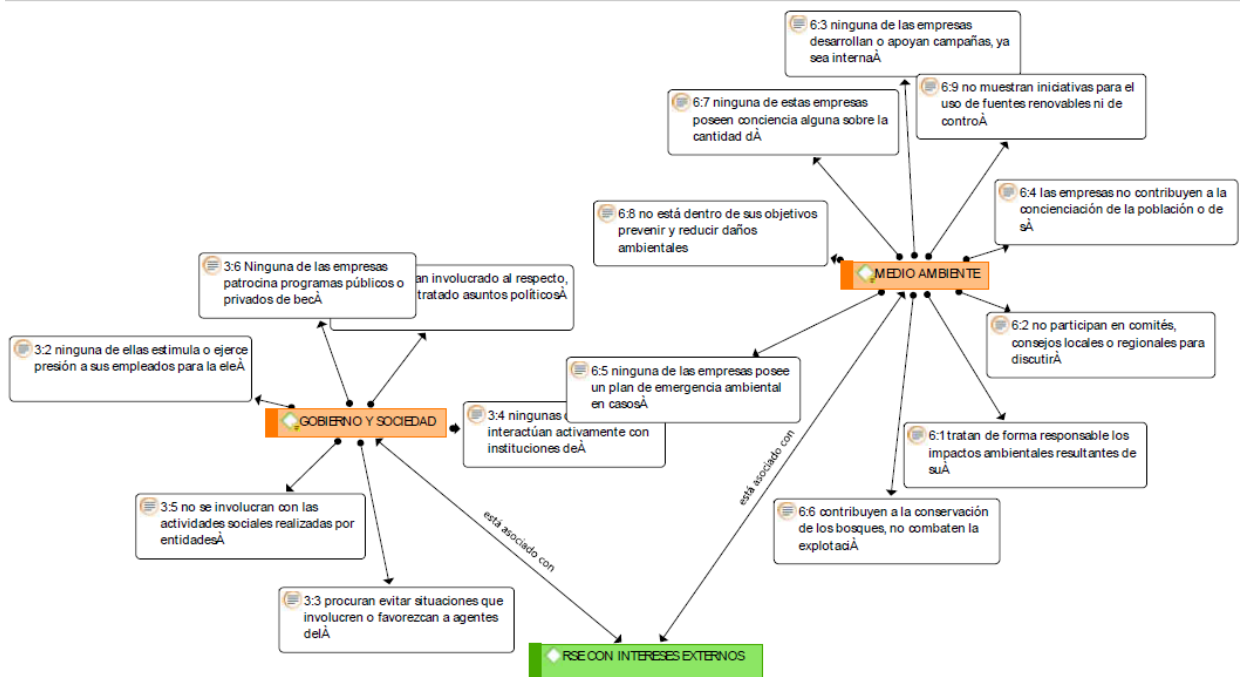 6:3 ninguna de las empresas
desarrollan o apoyan campañas, ya
sea internaÀ
6:9 no muestran iniciativas para el
uso de fuentes renovables ni de
controÀ
6:7 ninguna de estas empresas
poseen conciencia alguna sobre la
cantidad dÀ
6:4 las empresas no contribuyen a la
concienciación de la población o de
sÀ
6:8 no está dentro de sus objetivos
prevenir y reducir daños
ambientales
MEDIO AMBIENTE
3:6 Ninguna de las empresas
patrocina programas públicos o
privados de becÀ
an involucrado al respecto,
tratado asuntos políticosÀ
6:2 no participan en comités,
consejos locales o regionales para
discutirÀ
3:2 ninguna de ellas estimula o ejerce
presión a sus empleados para la eleÀ
6:5 ninguna de las empresas posee
un plan de emergencia ambiental
en casosÀ
GOBIERNO Y SOCIEDAD
3:4 ningunas
interactúan activamente con
instituciones deÀ
6:1 tratan de forma responsable los
impactos ambientales resultantes de
suÀ
está asociado con
está asociado con
3:5 no se involucran con las
actividades sociales realizadas por
entidadesÀ
6:6 contribuyen a la conservación
de los bosques, no combaten la
explotaciÀ
3:3 procuran evitar situaciones que
involucren o favorezcan a agentes
delÀ
RSE CON INTERESES EXTERNOS